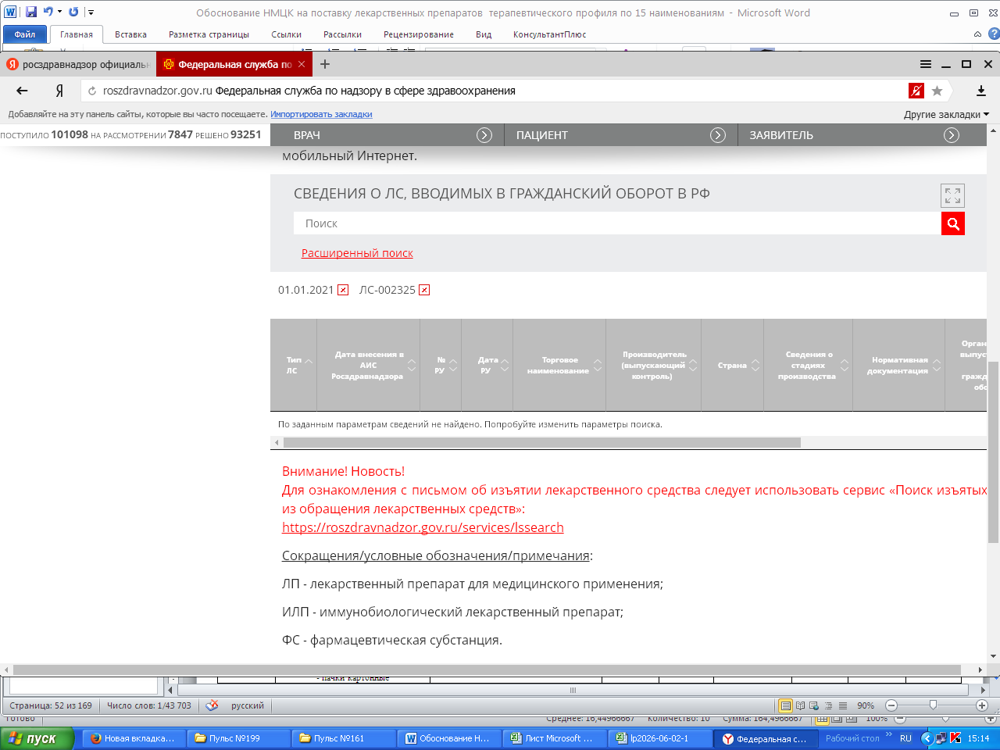 Обоснование НМЦК на поставку лекарственных препаратов терапевтического профиля по 15 наименованиям - Microsoft Word
Файл Главная Вставка Разметка страницы Ссылки Рассылки Рецензирование Вид КонсультантПлюс
росздравнадзор официальн Федеральная служба по
roszdravnadzor.gov.ru Федеральная служба по надзору в сфере здравоохранения
Добавляйте на эту панель сайты, которые вы часто посещаете. Импортировать закладки Другие закладки
ПОСТУПИЛО 101098 НА РАССМОТРЕНИИ 7847 РЕШЕНО 93251 ВРАЧ ПАЦИЕНТ ЗАЯВИТЕЛЬ
мобильный Интернет.
СВЕДЕНИЯ О ЛС, ВВОДИМЫХ В ГРАЖДАНСКИЙ ОБОРОТ В РФ
Поиск
Расширенный поиск
01.01.2021 ЛС-002325
Тип ЛС
Дата внесения в АИС Росздравнадзора
№ РУ
Дата РУ
Торговое наименование
Производитель (выпускающий контроль)
Страна
Сведения о стадиях производства
Нормативная документация
По заданным параметрам сведений не найдено. Попробуйте изменить параметры поиска.
Внимание! Новость!
Для ознакомления с письмом об изъятии лекарственного средства следует использовать сервис «Поиск изъятых
из обращения лекарственных средств»:
https://roszdravnadzor.gov.ru/services/lssearch
Сокращения/условные обозначения/примечания:
ЛП - лекарственный препарат для медицинского применения;
ИЛП - иммунобиологический лекарственный препарат;
ФС - фармацевтическая субстанция.
- пачки картонные
Страница: 52 из 169 Число слов: 1/43 703 русский 90%
Готово Среднее: 16,44966667 Количество: 10 Сумма: 164,4966667 100%
пуск Новая вкладка... Пульс №199 Пульс №161 Обоснование Н... Лист Microsoft ... lp2026-06-02-1 Федеральная с... Рабочий стол RU 15:14